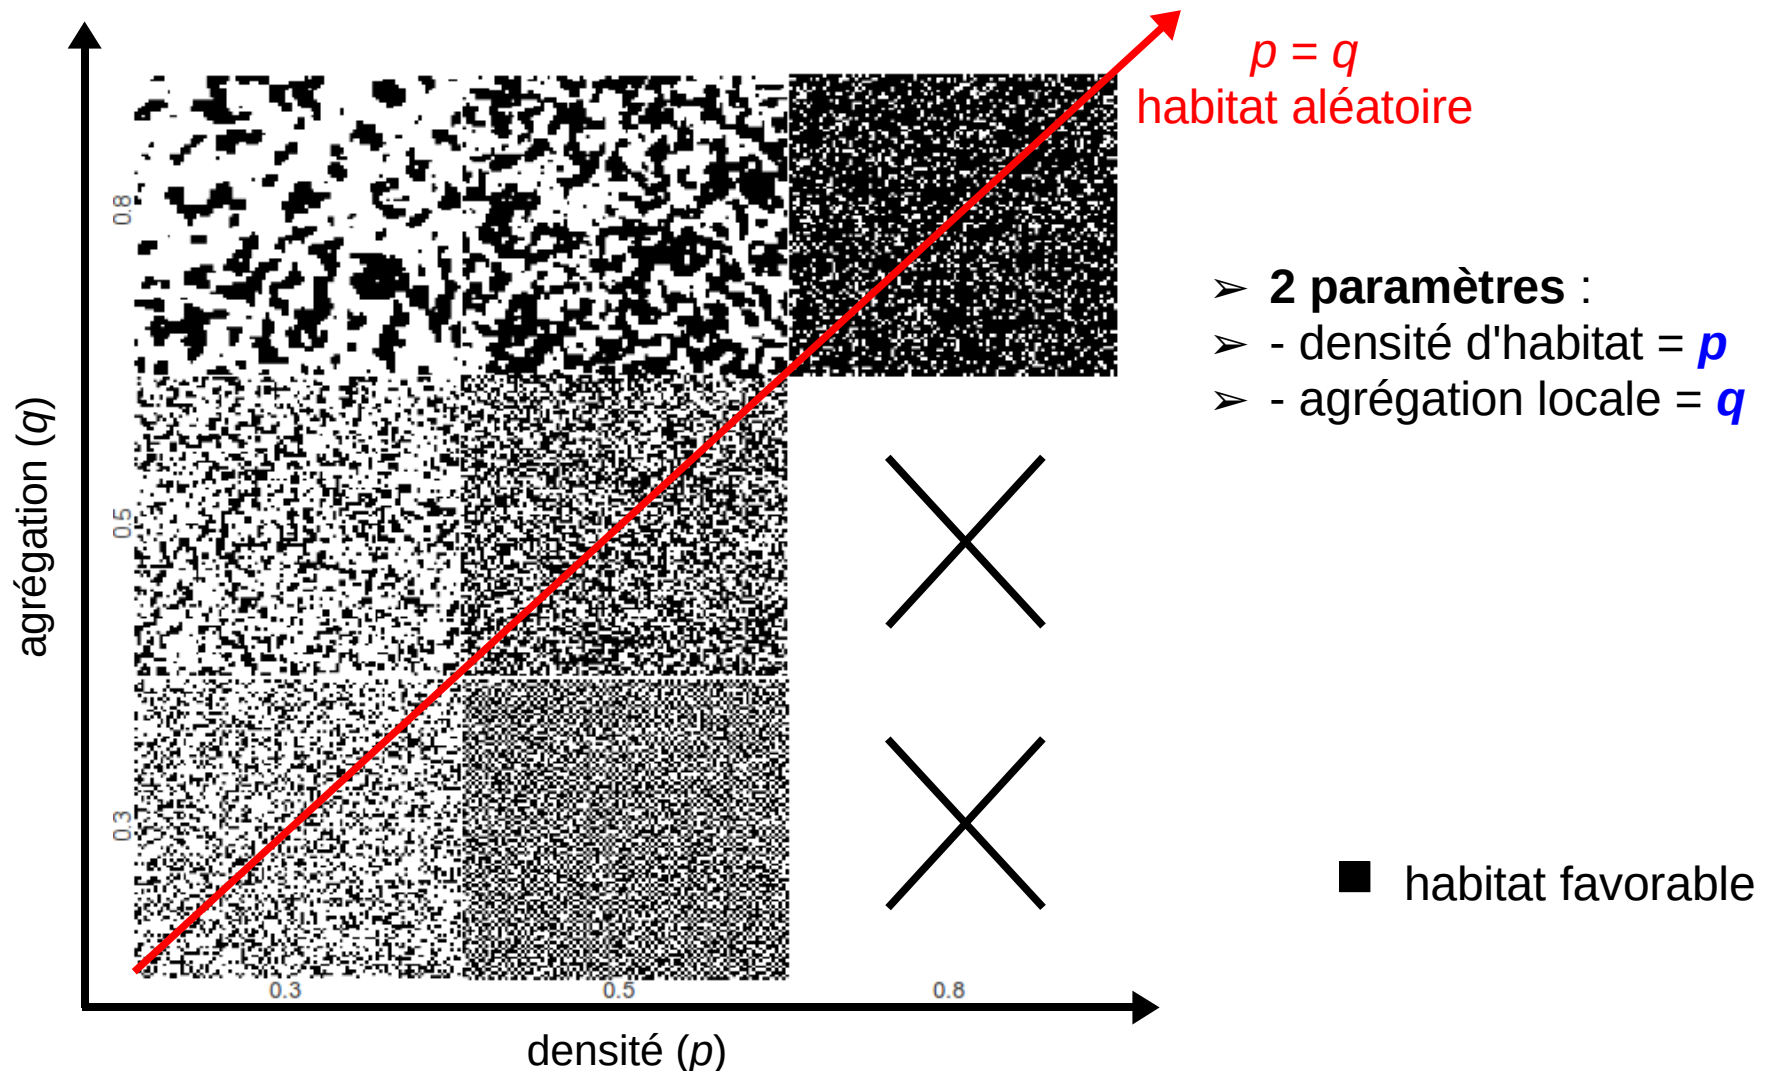 p = q
habitat aléatoire
➢ 2 paramètres :
➢ - densité d'habitat = p
➢ - agrégation locale = q
agrégation (q)
0.8
0.5
0.3
0.3 0.5 0.8
densité (p)
■ habitat favorable